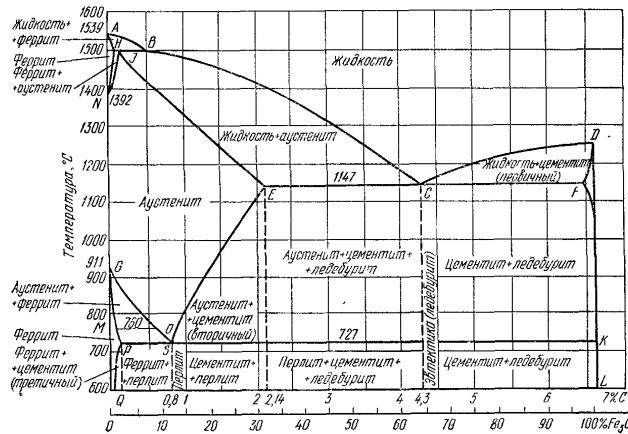 1600
1539
A
Жидкость+
+феррит
H
B
1500
J
Феррит
Феррит+
+аустенит
1400
N
1392
Жидкость
1300
Жидкость+аустенит
D
1200
Жидкость+цементит
(первичный)
1147
E
C
F
1100
Аустенит
Температура, °С
1000
911
G
900
Аустенит+цементит+
+ледебурит
Цементит+ледебурит
Аустенит+
+феррит
800
M
760
O
Аустенит+
+цементит
(вторичный)
Эвтектика (ледебурит)
Феррит
727
700
P
S
K
Феррит+
+цементит
(третичный)
Феррит+
+перлит
Перлит
Цементит+
+перлит
Перлит+цементит+
+ледебурит
Цементит+ледебурит
600
L
Q 0,8 1 2 2,14 3 4 4,3 5 6 7%C
0 10 20 30 40 50 60 70 80 90 100%Fe₃C